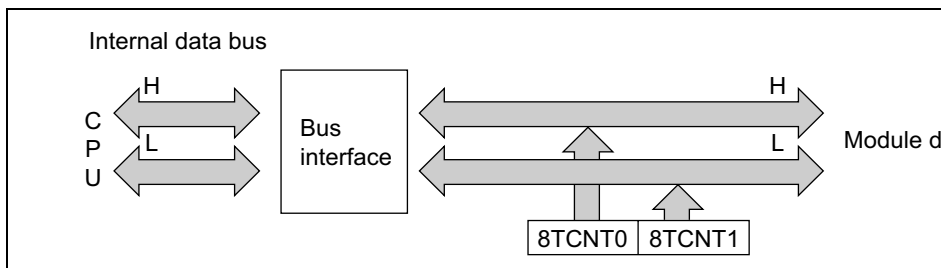 Internal data bus
H
H
C
P
U
L
L
Bus
interface
Module d
8TCNT0
8TCNT1